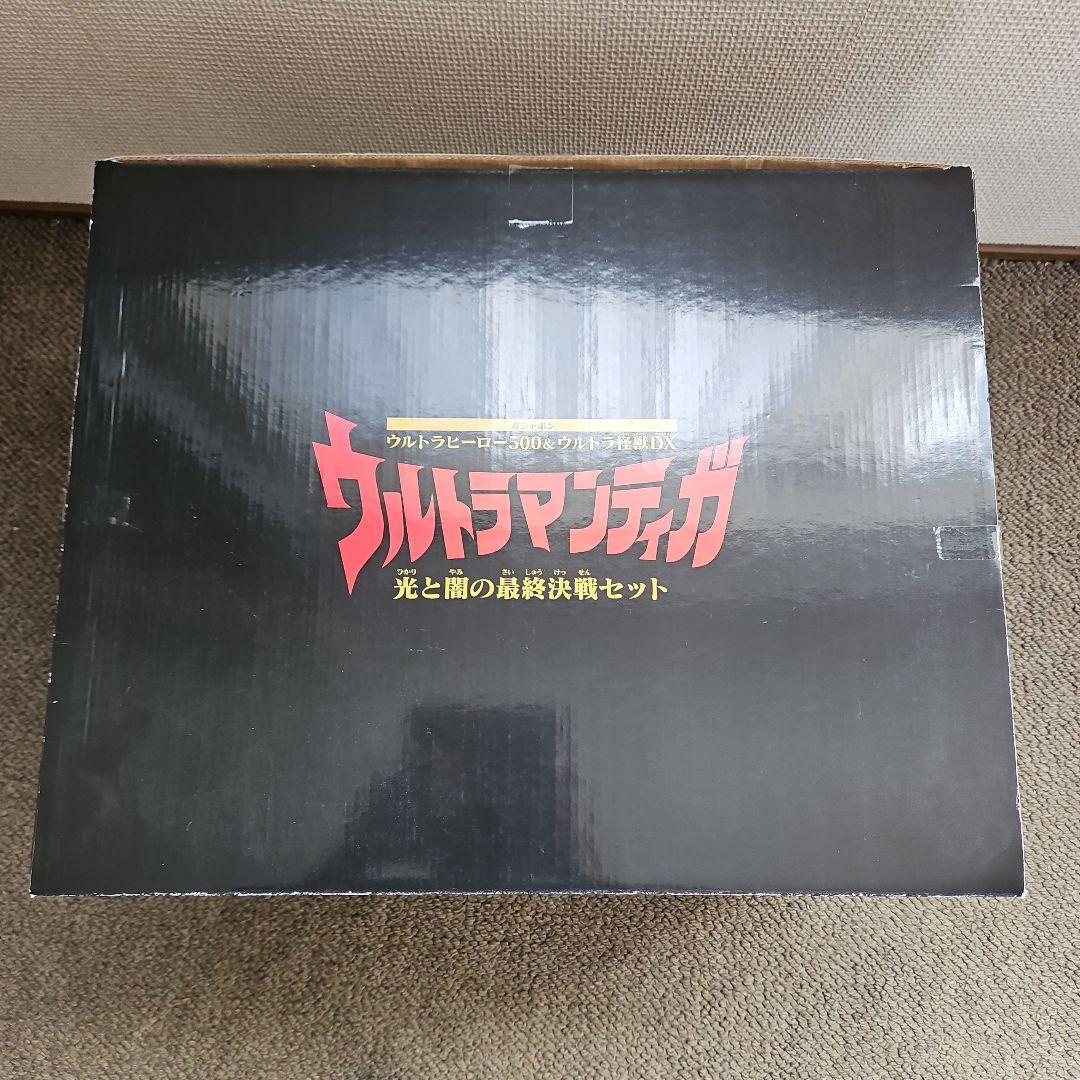 ガシャポン
ウルトラヒーロー500&ウルトラ怪獣DX
ウルトラマンティガ
ひかり やみ さい しゅう けっ せん
光と闇の最終決戦セット